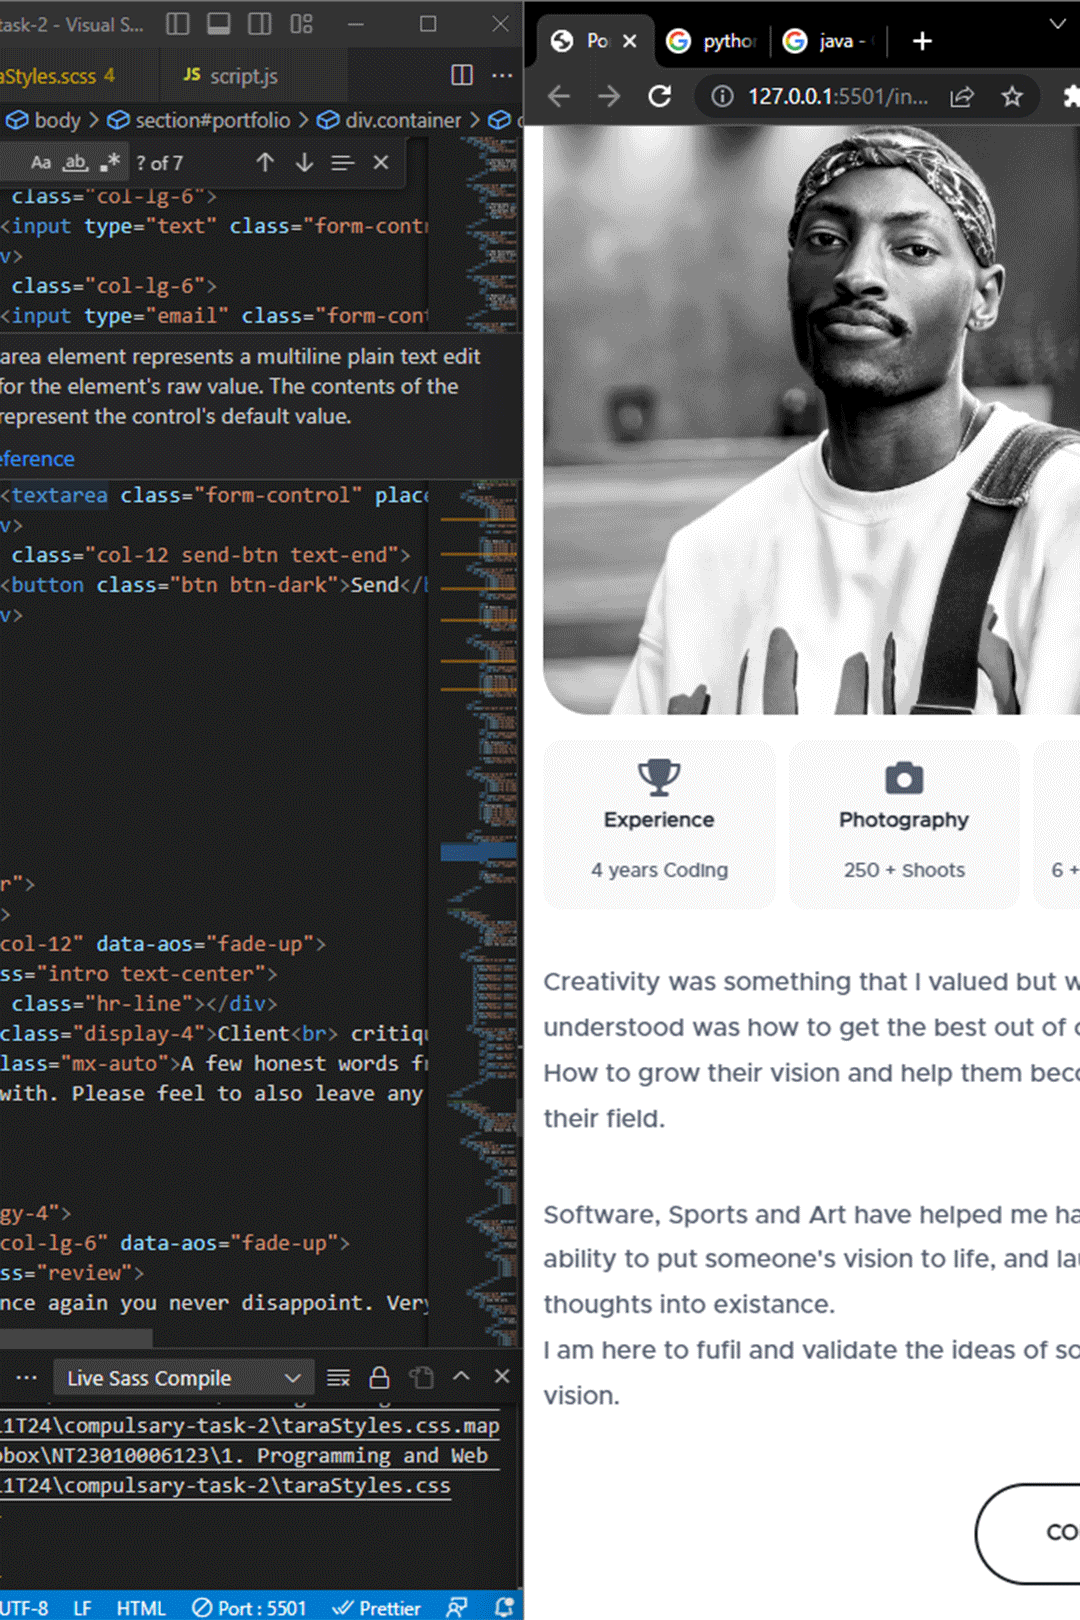 task-2 - Visual S...
aStyles.scss 4
JS script.js
body > section#portfolio > div.container >
Aa ab .* ? of 7
class="col-lg-6">
<input type="text" class="form-contr
v>
class="col-lg-6">
<input type="email" class="form-con
area element represents a multiline plain text edit
for the element's raw value. The contents of the
represent the control's default value.
eference
<textarea class="form-control" place
v>
class="col-12 send-btn text-end">
<button class="btn btn-dark">Send</b
v>
r">
>
col-12" data-aos="fade-up">
ss="intro text-center">
class="hr-line"></div>
class="display-4">Client<br> critiqu
lass="mx-auto">A few honest words fr
with. Please feel to also leave any
gy-4">
col-lg-6" data-aos="fade-up">
ss="review">
nce again you never disappoint. Very
... Live Sass Compile
11T24\compulsary-task-2\taraStyles.css.map
obox\NT23010006123\1. Programming and Web
11T24\compulsary-task-2\taraStyles.css
UTF-8 LF HTML Port : 5501 Prettier
Po
pytho
java -
127.0.0.1:5501/in...
Experience
4 years Coding
Photography
250 + Shoots
6 +
Creativity was something that I valued but w
understood was how to get the best out of
How to grow their vision and help them beco
their field.
Software, Sports and Art have helped me ha
ability to put someone's vision to life, and la
thoughts into existance.
I am here to fufil and validate the ideas of so
vision.
CO